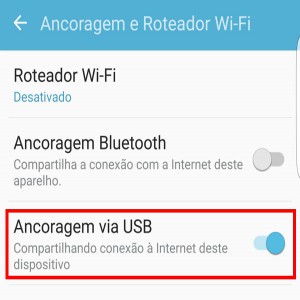 Ancoragem e Roteador Wi-Fi
Roteador Wi-Fi
Desativado
Ancoragem Bluetooth
Compartilha a conexão com a Internet deste
aparelho.
Ancoragem via USB
Compartilhando conexão à Internet deste
dispositivo